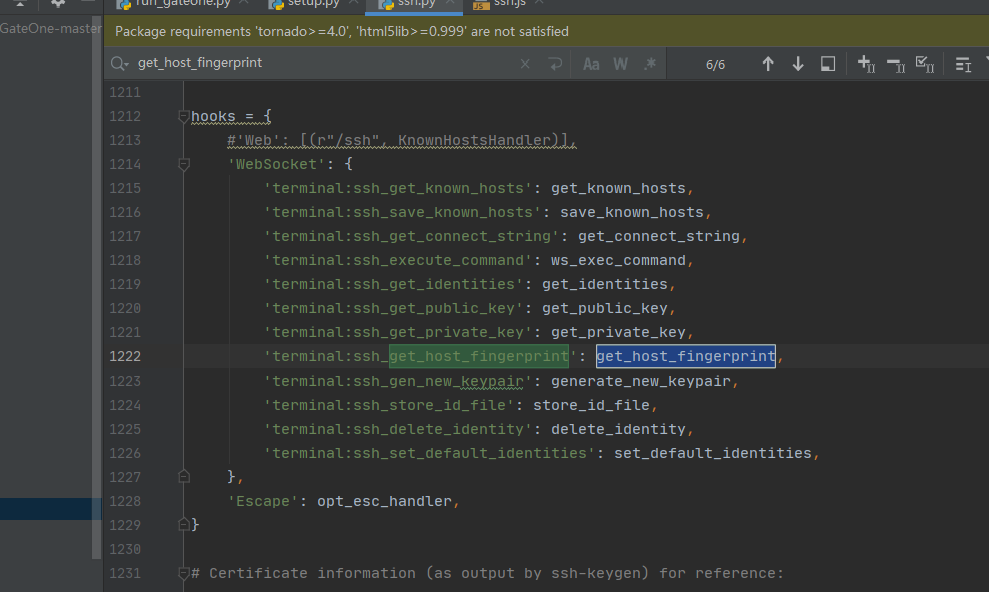 run_gateone.py setup.py ssh.py ssh.js
GateOne-master
Package requirements 'tornado>=4.0', 'html5lib>=0.999' are not satisfied
get_host_fingerprint Aa W .* 6/6
1211
1212 hooks = {
1213 #'Web': [(r"/ssh", KnownHostsHandler)],
1214 'WebSocket': {
1215 'terminal:ssh_get_known_hosts': get_known_hosts,
1216 'terminal:ssh_save_known_hosts': save_known_hosts,
1217 'terminal:ssh_get_connect_string': get_connect_string,
1218 'terminal:ssh_execute_command': ws_exec_command,
1219 'terminal:ssh_get_identities': get_identities,
1220 'terminal:ssh_get_public_key': get_public_key,
1221 'terminal:ssh_get_private_key': get_private_key,
1222 'terminal:ssh_get_host_fingerprint': get_host_fingerprint,
1223 'terminal:ssh_gen_new_keypair': generate_new_keypair,
1224 'terminal:ssh_store_id_file': store_id_file,
1225 'terminal:ssh_delete_identity': delete_identity,
1226 'terminal:ssh_set_default_identities': set_default_identities,
1227 },
1228 'Escape': opt_esc_handler,
1229 }
1230
1231 # Certificate information (as output by ssh-keygen) for reference: